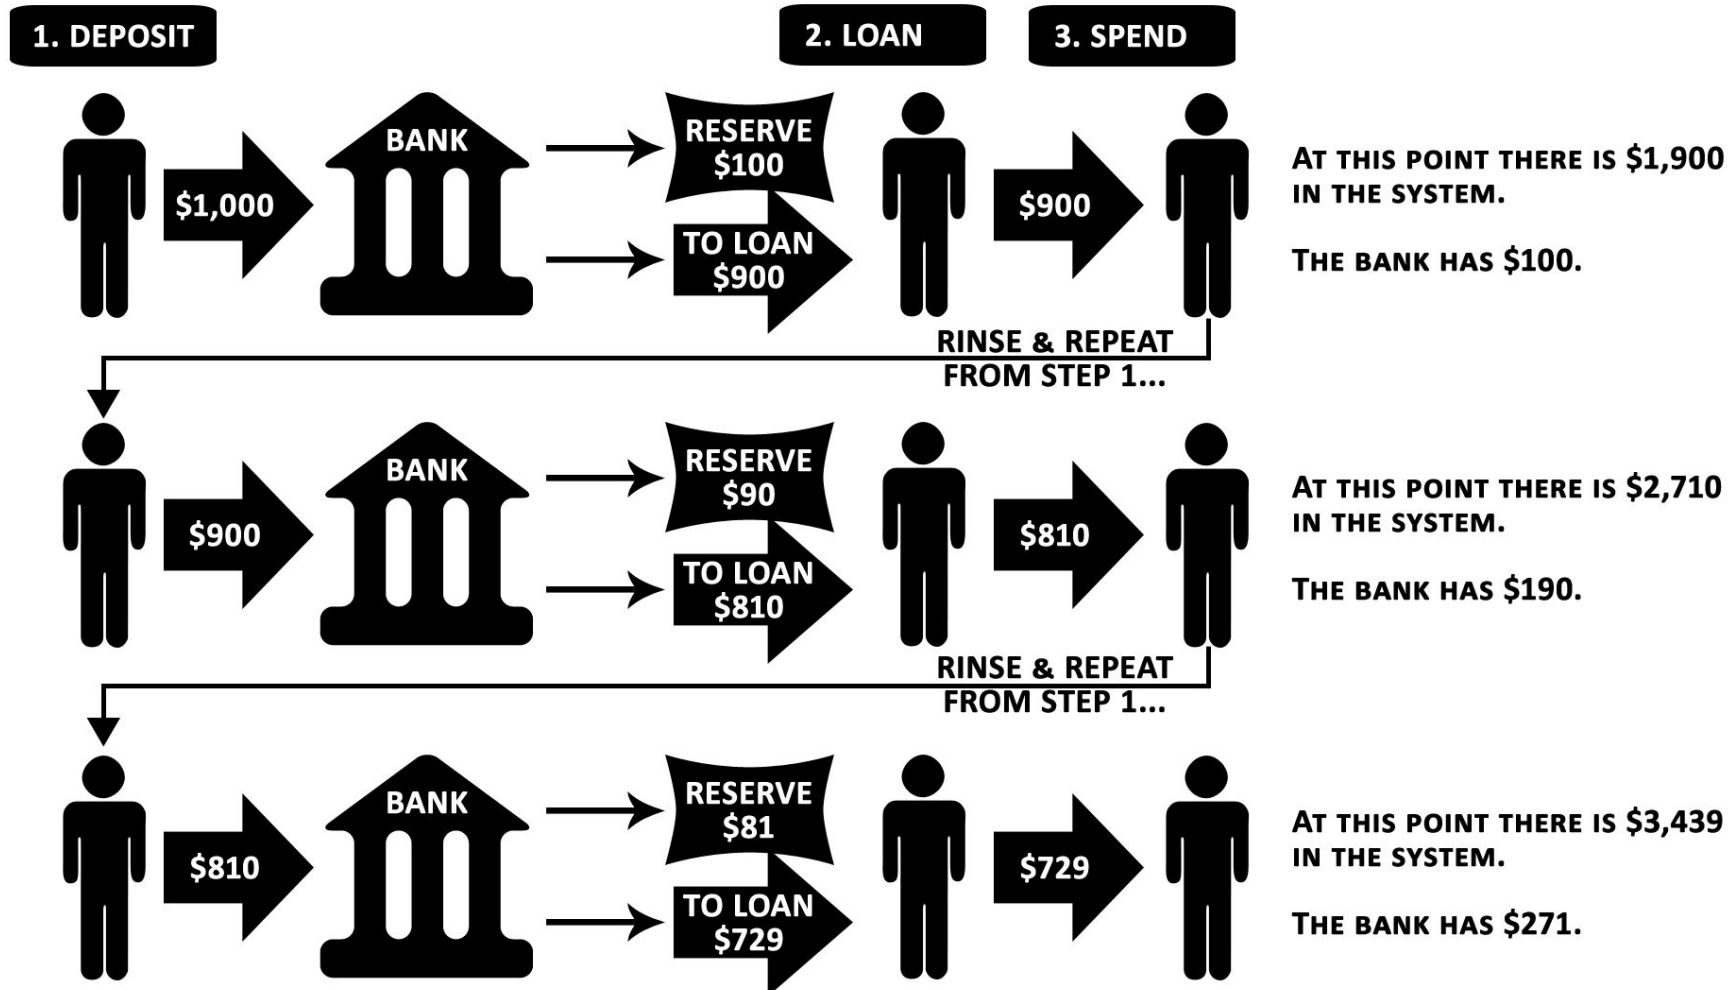 1. DEPOSIT
2. LOAN
3. SPEND
$1,000
BANK
RESERVE
$100
TO LOAN
$900
$900
AT THIS POINT THERE IS $1,900
IN THE SYSTEM.
THE BANK HAS $100.
RINSE & REPEAT
FROM STEP 1...
$900
BANK
RESERVE
$90
TO LOAN
$810
$810
AT THIS POINT THERE IS $2,710
IN THE SYSTEM.
THE BANK HAS $190.
RINSE & REPEAT
FROM STEP 1...
$810
BANK
RESERVE
$81
TO LOAN
$729
$729
AT THIS POINT THERE IS $3,439
IN THE SYSTEM.
THE BANK HAS $271.